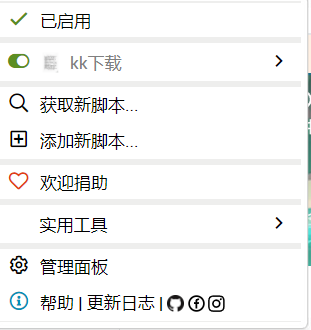 已启用
kk下载
获取新脚本...
添加新脚本...
欢迎捐助
实用工具
管理面板
帮助 | 更新日志 |